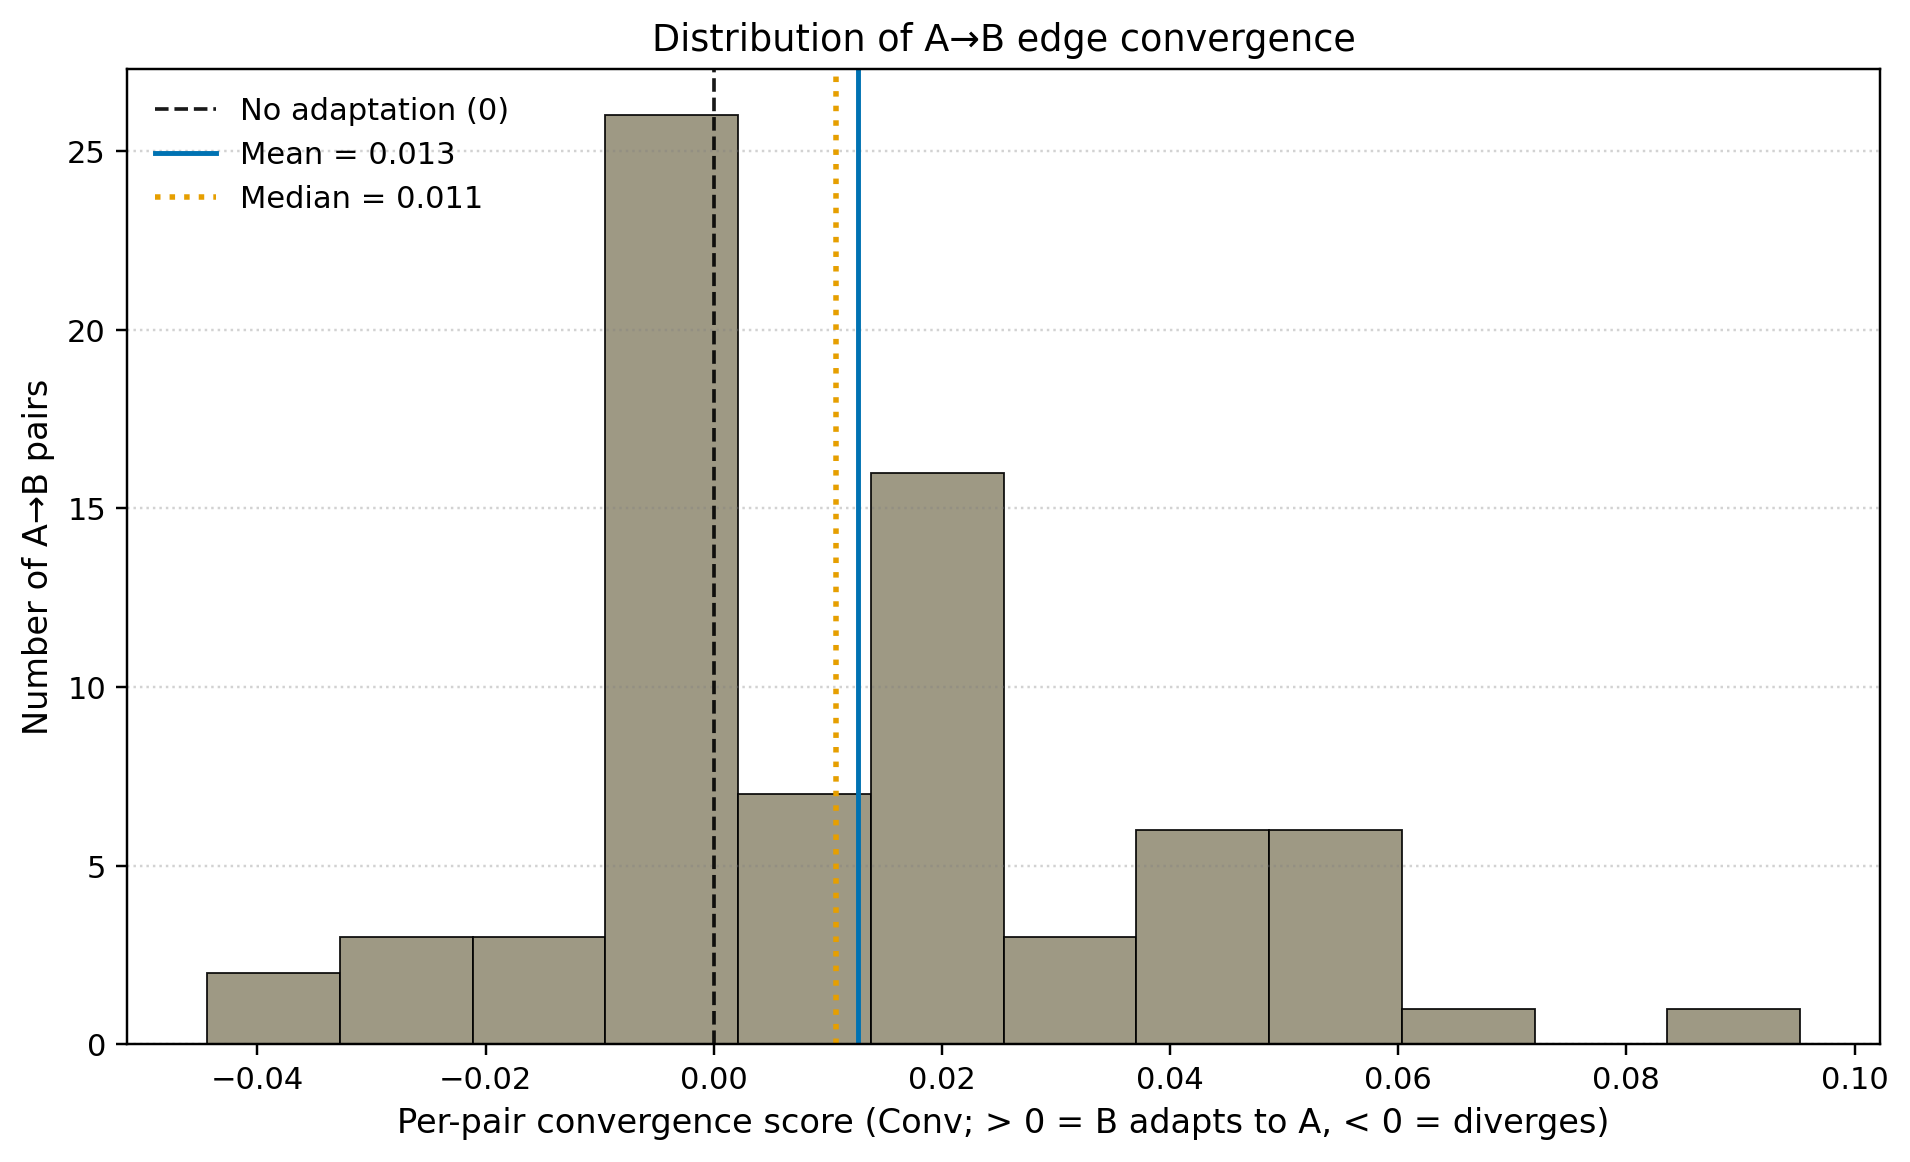 Distribution of A→B edge convergence
No adaptation (0)
Mean = 0.013
Median = 0.011
Number of A→B pairs
25
20
15
10
5
0
−0.04 −0.02 0.00 0.02 0.04 0.06 0.08 0.10
Per-pair convergence score (Conv; > 0 = B adapts to A, < 0 = diverges)